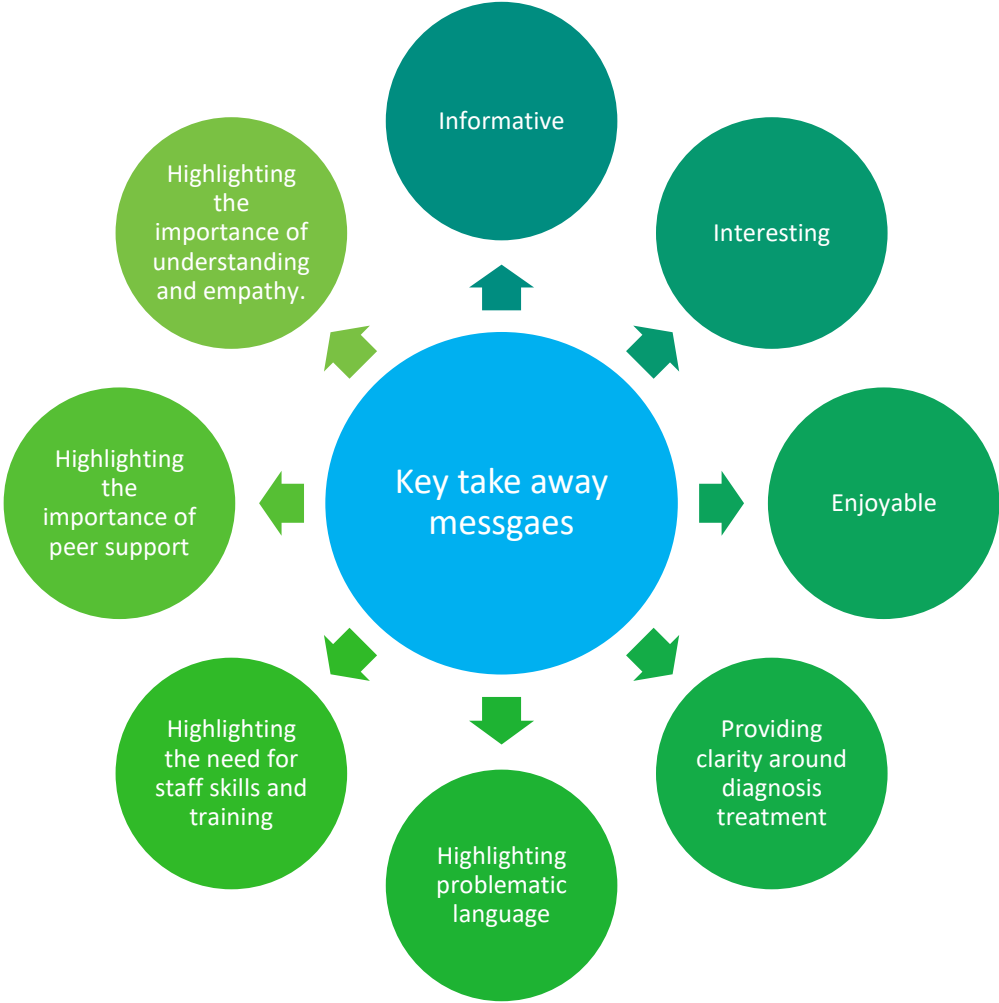 Informative
Interesting
Enjoyable
Providing
clarity around
diagnosis
treatment
Highlighting
problematic
language
Highlighting
the need for
staff skills and
training
Highlighting
the
importance of
peer support
Highlighting
the
importance of
understanding
and empathy.
Key take away
messgaes